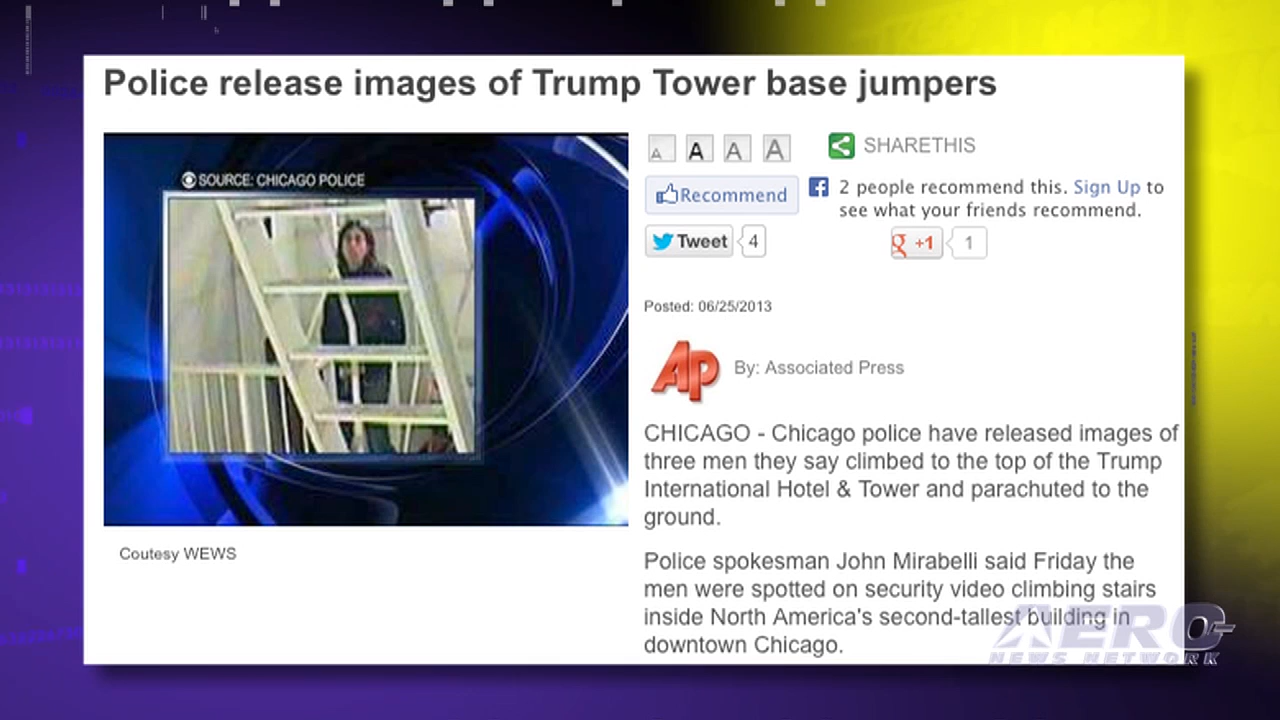 Police release images of Trump Tower base jumpers
SOURCE: CHICAGO POLICE
A A A A
SHARETHIS
Recommend
2 people recommend this. Sign Up to
see what your friends recommend.
Tweet 4
g +1 1
Posted: 06/25/2013
AP By: Associated Press
CHICAGO - Chicago police have released images of
three men they say climbed to the top of the Trump
International Hotel & Tower and parachuted to the
ground.
Police spokesman John Mirabelli said Friday the
men were spotted on security video climbing stairs
inside North America's second-tallest building in
downtown Chicago.
Coutesy WEWS
AERO-
NEWS NETWORK